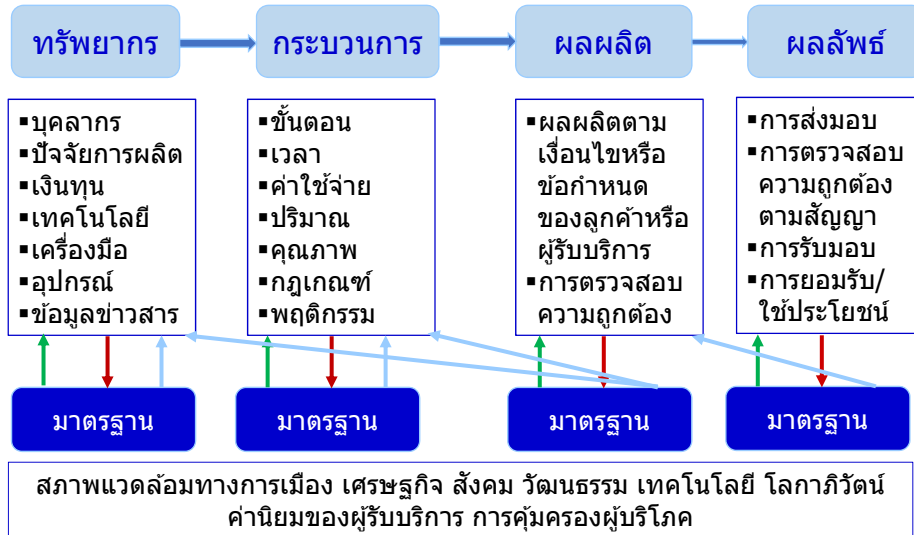 ทรัพยากร
กระบวนการ
ผลผลิต
ผลลัพธ์
▪บุคลากร
▪ปัจจัยการผลิต
▪เงินทุน
▪เทคโนโลยี
▪เครื่องมือ
▪อุปกรณ์
▪ข้อมูลข่าวสาร
▪ขั้นตอน
▪เวลา
▪ค่าใช้จ่าย
▪ปริมาณ
▪คุณภาพ
▪กฎเกณฑ์
▪พฤติกรรม
▪ผลผลิตตาม
เงื่อนไขหรือ
ข้อกำหนด
ของลูกค้าหรือ
ผู้รับบริการ
▪การตรวจสอบ
ความถูกต้อง
▪การส่งมอบ
▪การตรวจสอบ
ความถูกต้อง
ตามสัญญา
▪การรับมอบ
▪การยอมรับ/
ใช้ประโยชน์
มาตรฐาน
มาตรฐาน
มาตรฐาน
มาตรฐาน
สภาพแวดล้อมทางการเมือง เศรษฐกิจ สังคม วัฒนธรรม เทคโนโลยี โลกาภิวัตน์
ค่านิยมของผู้รับบริการ การคุ้มครองผู้บริโภค